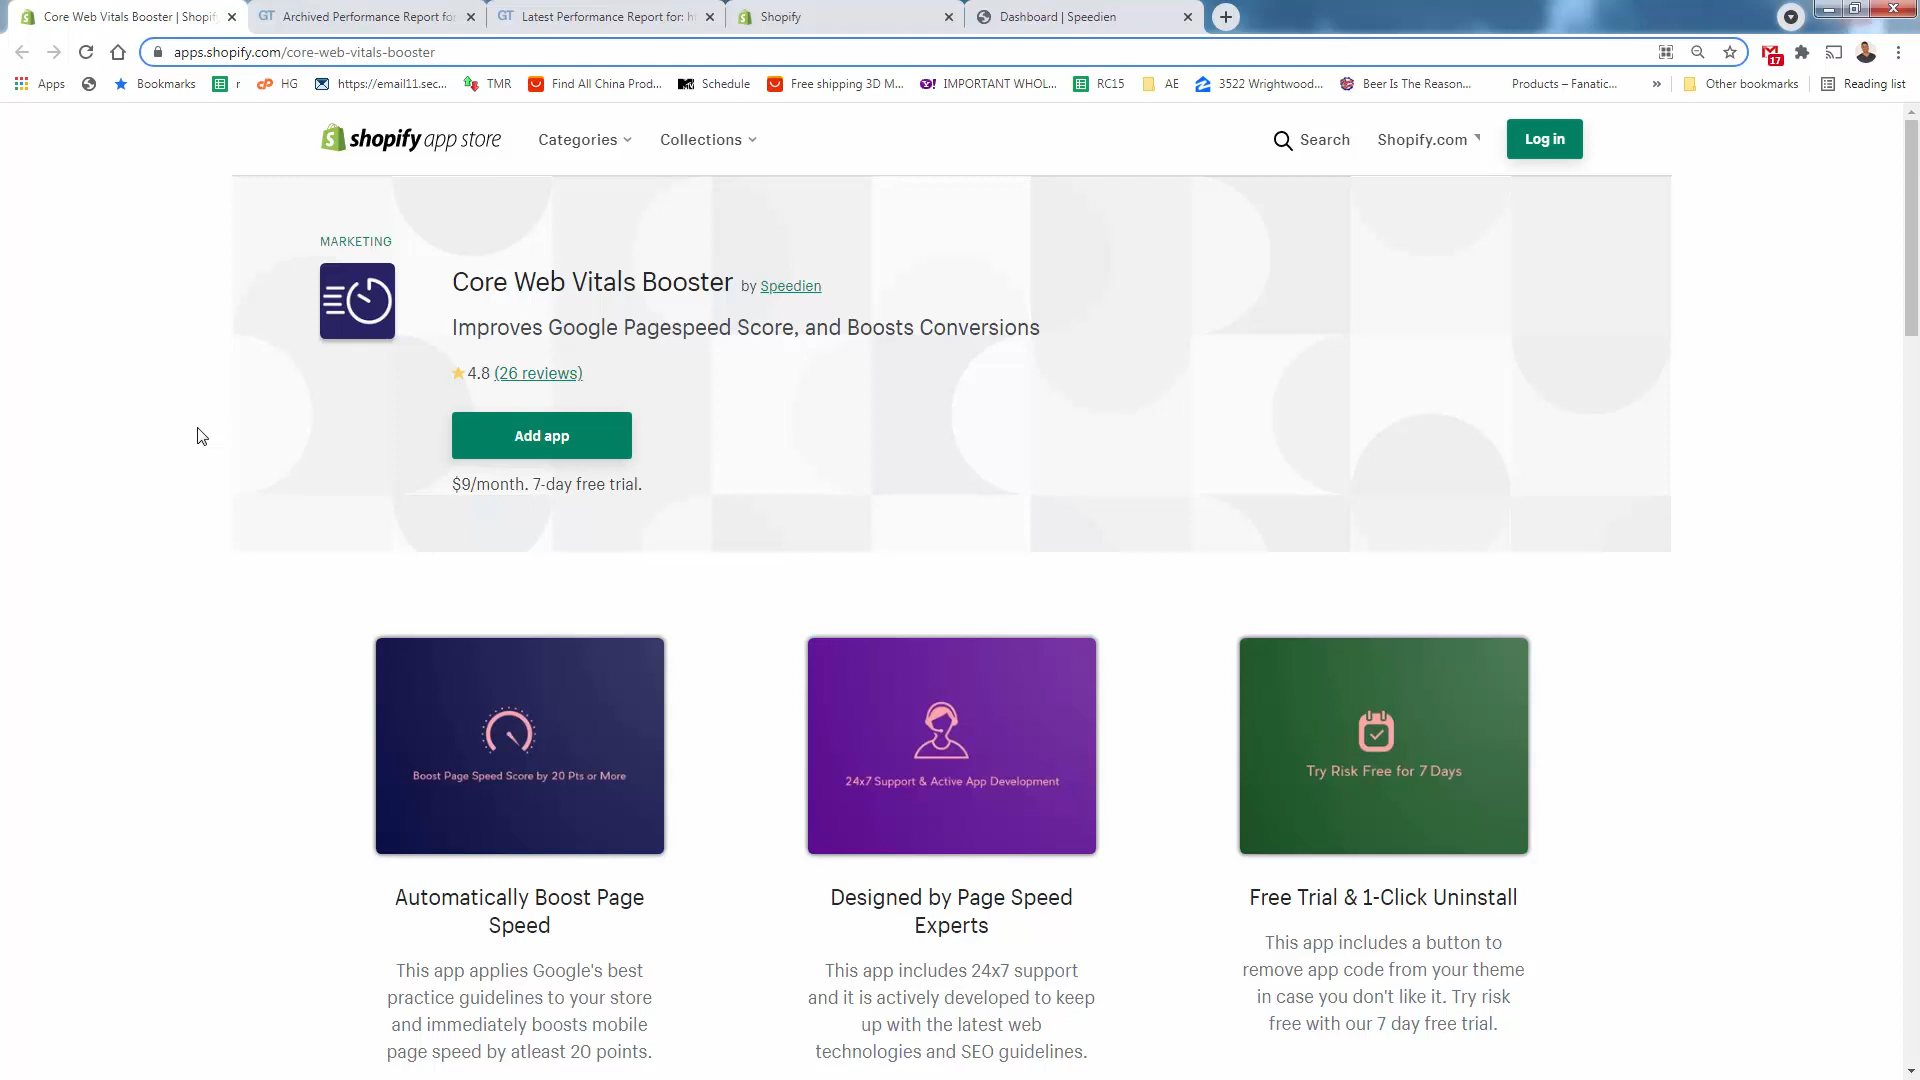 Core Web Vitals Booster | Shopif
Archived Performance Report for
Latest Performance Report for: h
Shopify
Dashboard | Speedien
apps.shopify.com/core-web-vitals-booster
17
Apps
Bookmarks
r
HG
https://email11.sec...
TMR
Find All China Prod...
Schedule
Free shipping 3D M...
IMPORTANT WHOL...
RC15
AE
3522 Wrightwood...
Beer Is The Reason...
Products – Fanatic...
»
Other bookmarks
Reading list
shopify app store
Categories
Collections
Search
Shopify.com
Log in
MARKETING
Core Web Vitals Booster by Speedien
Improves Google Pagespeed Score, and Boosts Conversions
4.8 (26 reviews)
Add app
$9/month. 7-day free trial.
Boost Page Speed Score by 20 Pts or More
24x7 Support & Active App Development
Try Risk Free for 7 Days
Automatically Boost Page
Speed
This app applies Google's best
practice guidelines to your store
and immediately boosts mobile
page speed by atleast 20 points.
Designed by Page Speed
Experts
This app includes 24x7 support
and it is actively developed to keep
up with the latest web
technologies and SEO guidelines.
Free Trial & 1-Click Uninstall
This app includes a button to
remove app code from your theme
in case you don't like it. Try risk
free with our 7 day free trial.